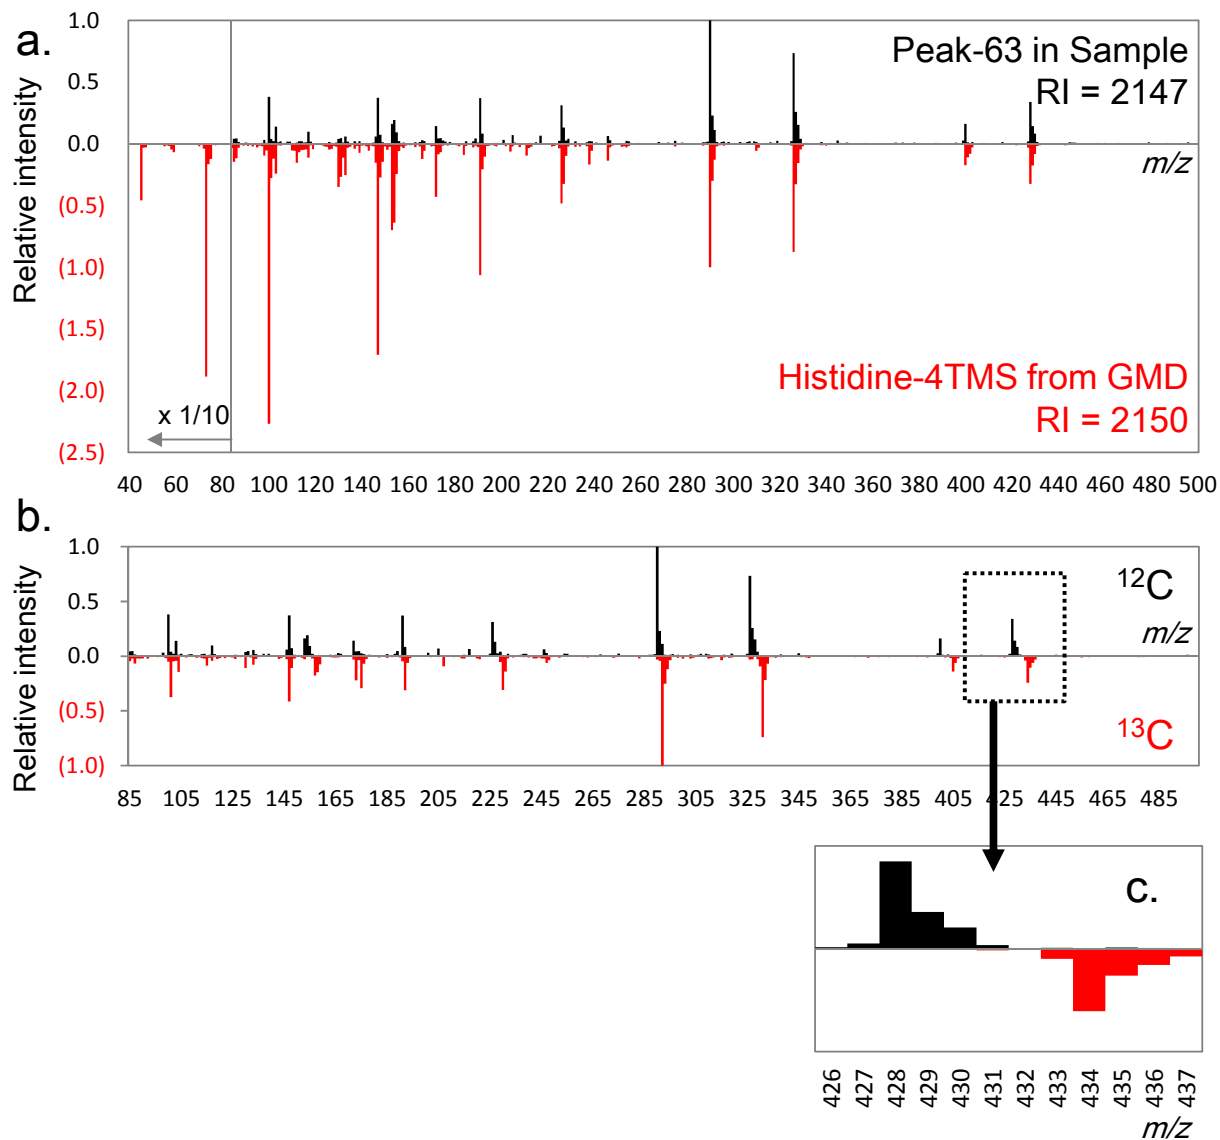 a.
Relative intensity
1.0
0.5
0.0
(0.5)
(1.0)
(1.5)
(2.0)
(2.5)
Peak-63 in Sample
RI = 2147
m/z
Histidine-4TMS from GMD
RI = 2150
x 1/10
40 60 80 100 120 140 160 180 200 220 240 260 280 300 320 340 360 380 400 420 440 460 480 500
b.
Relative intensity
1.0
0.5
0.0
(0.5)
(1.0)
12C
m/z
13C
85 105 125 145 165 185 205 225 245 265 285 305 325 345 365 385 405 425 445 465 485
c.
426 427 428 429 430 431 432 433 434 435 436 437
m/z